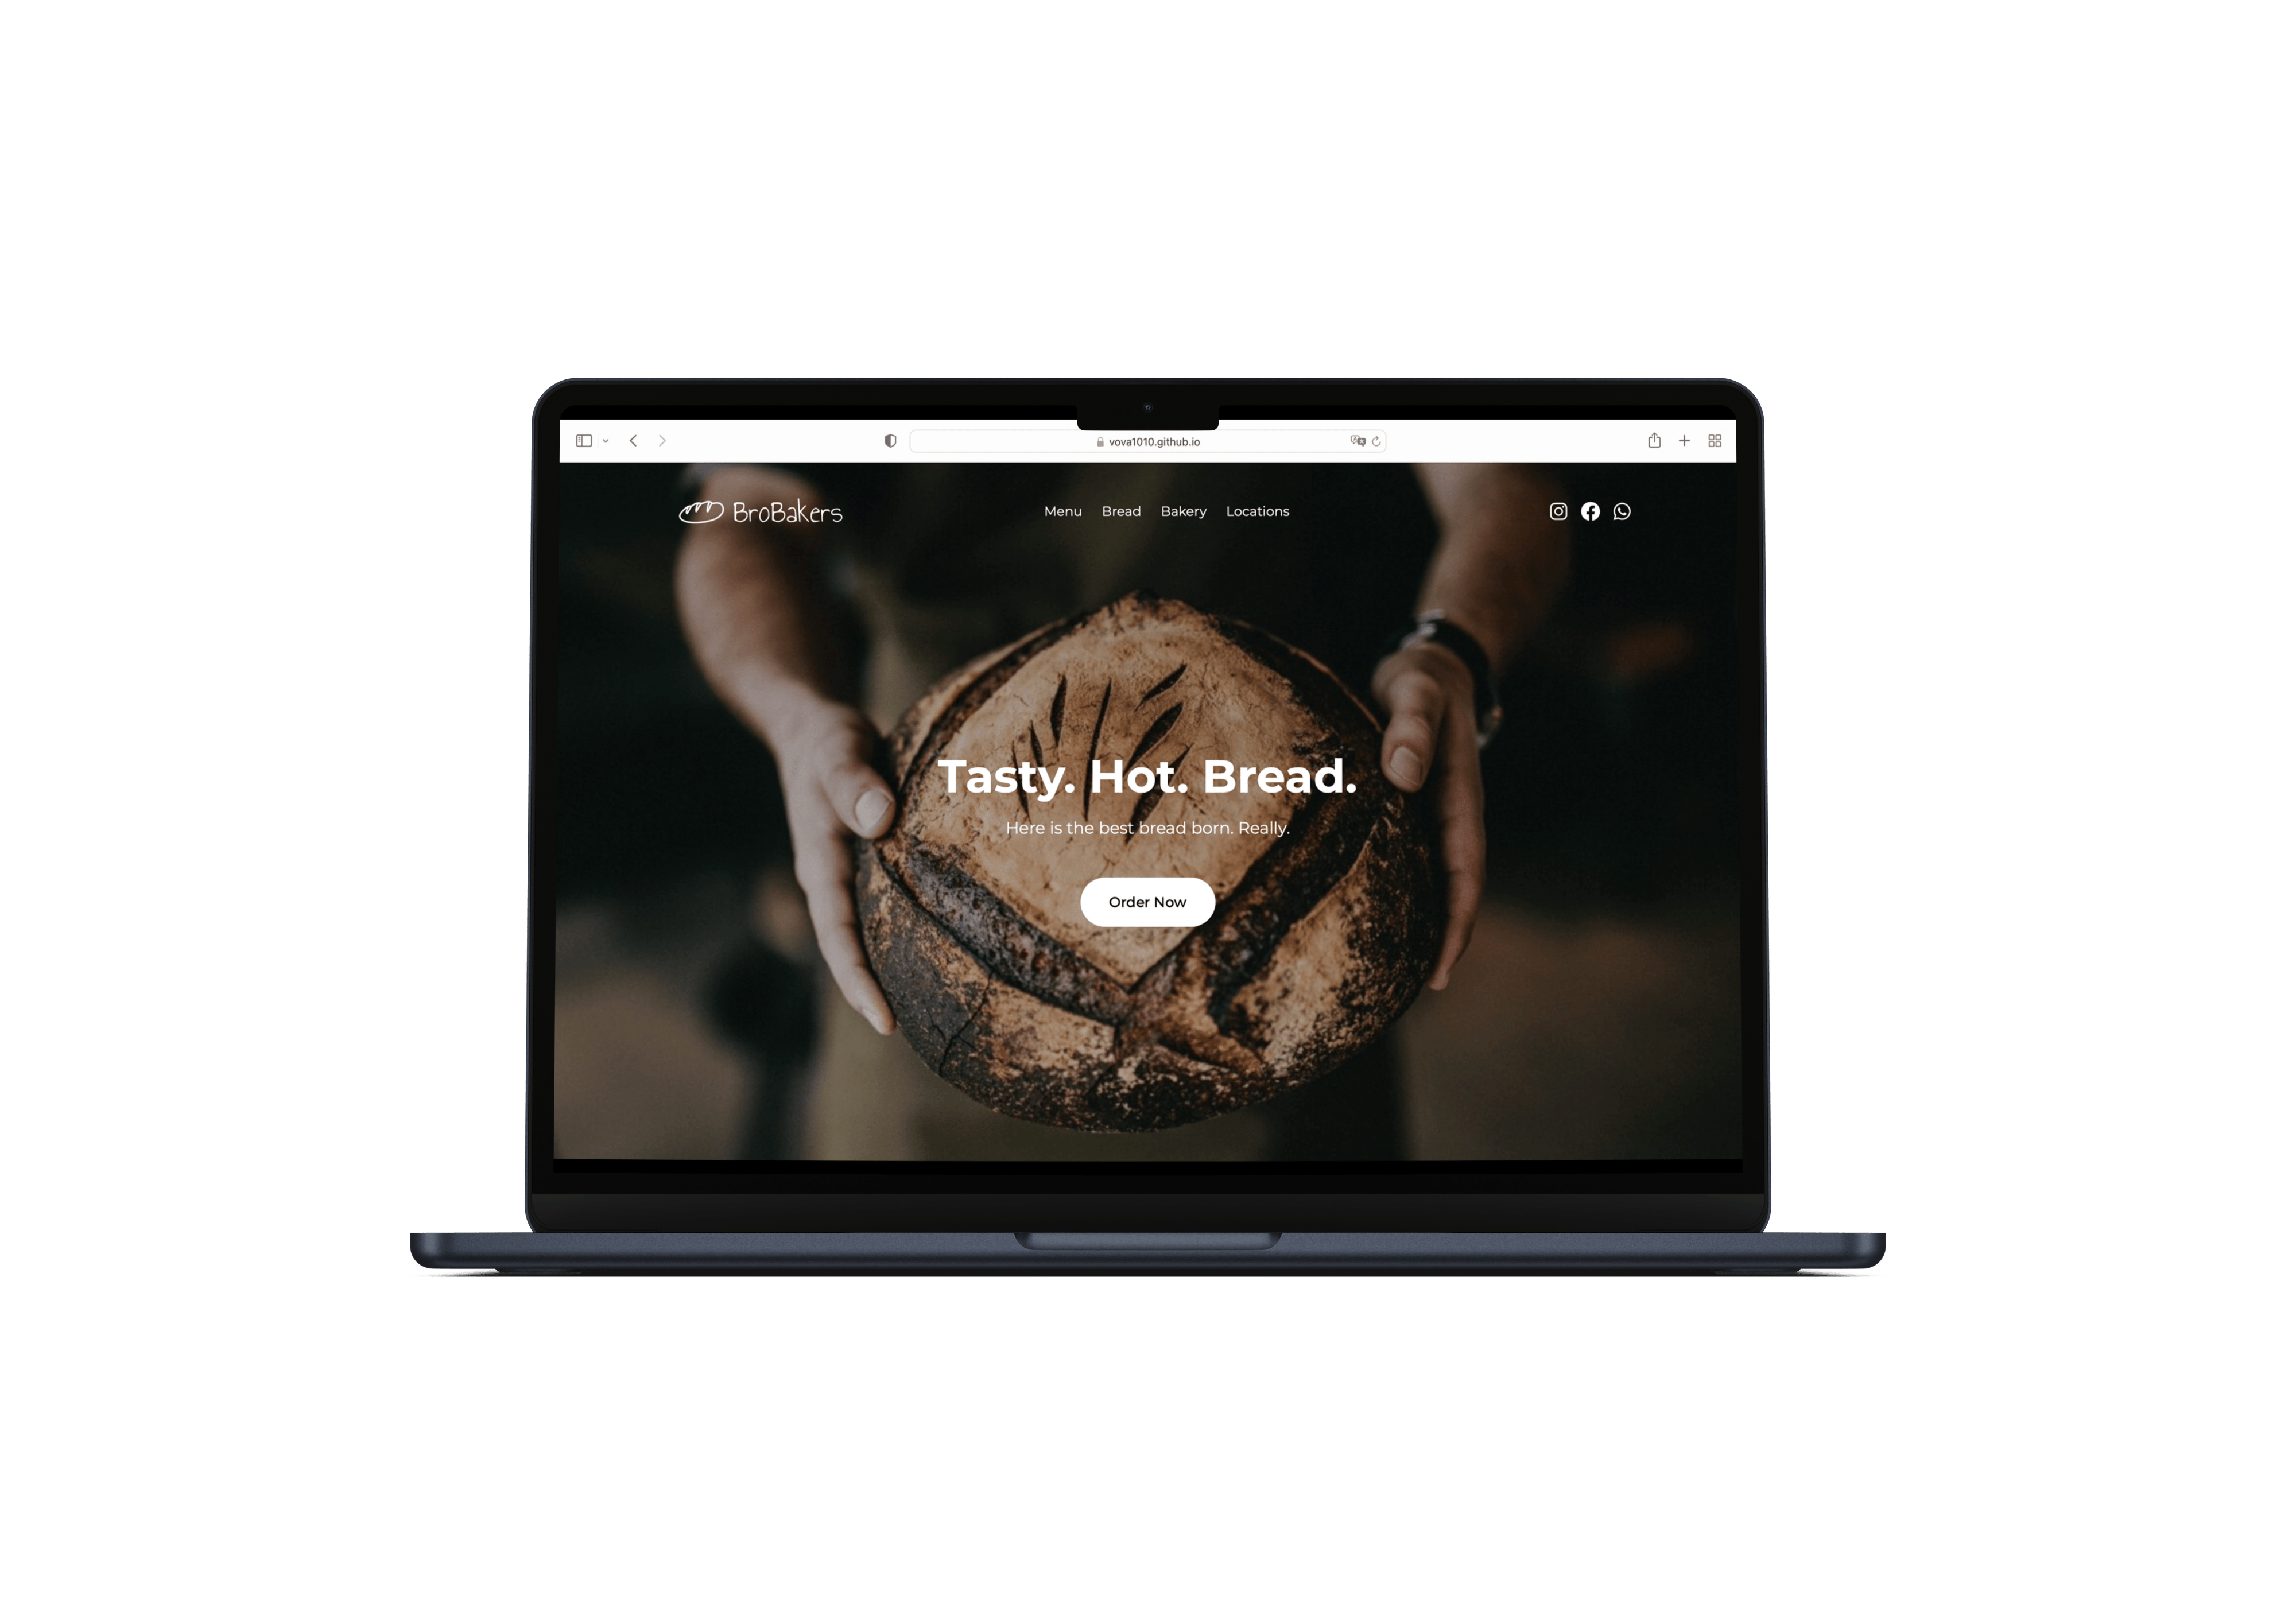 vova1010.github.io
BroBakers
Menu Bread Bakery Locations
Tasty. Hot. Bread.
Here is the best bread born. Really.
Order Now